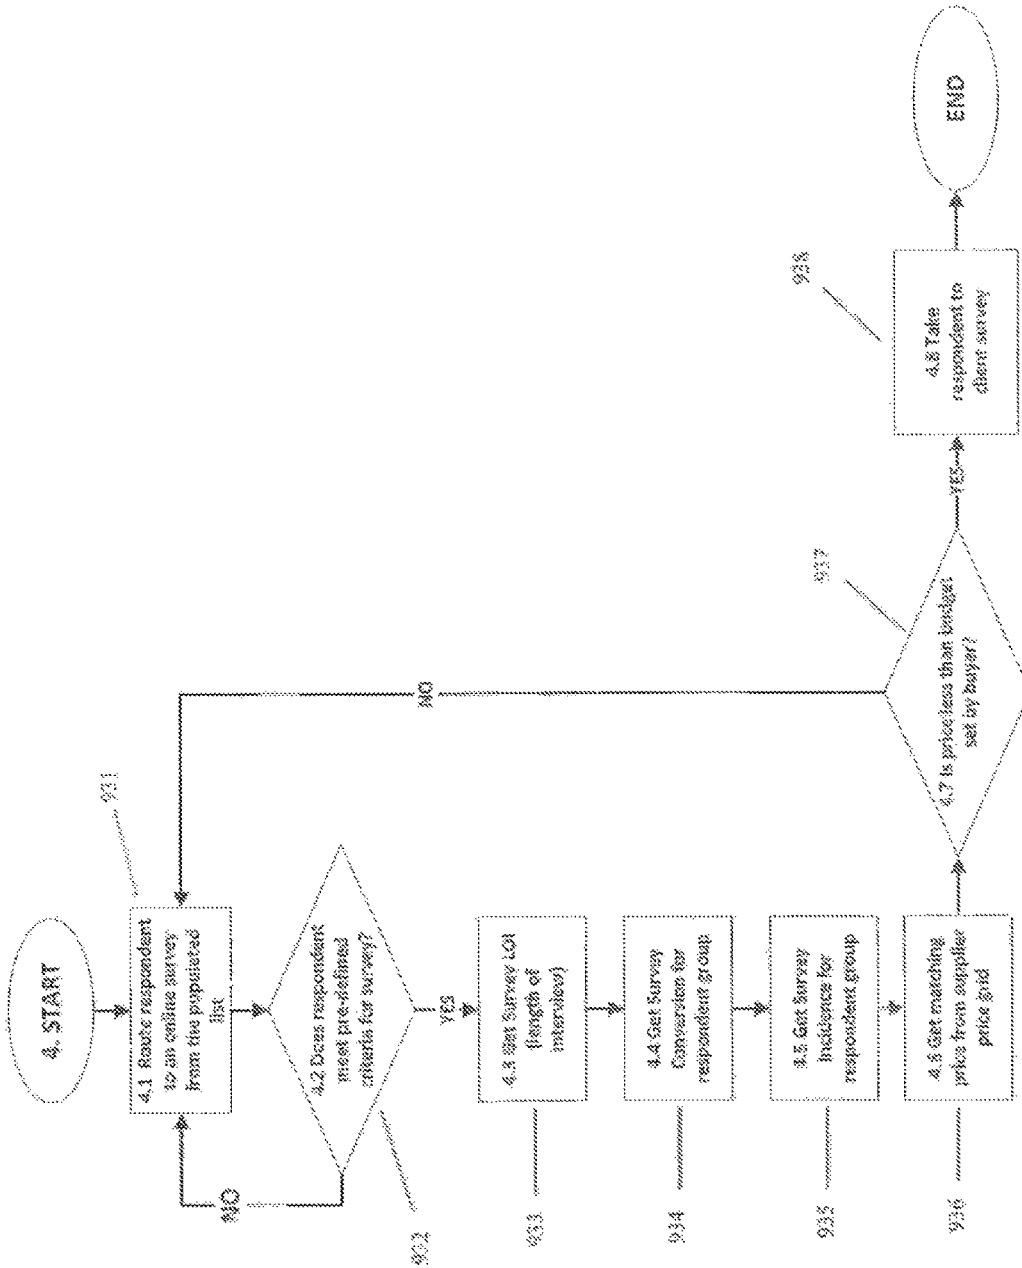 4. START
931
4.1 Route respondent
to an online survey
from the populated
list
NO
932
4.2 Does respondent
meet pre-defined
criteria for survey?
YES
933
4.3 Get Survey LOI
(length of
interview)
934
4.4 Get Survey
Conversion for
respondent group
935
4.5 Get Survey
Incidence for
respondent group
936
4.6 Get matching
price from supplier
price grid
937
4.7 Is price less than budget
set by buyer?
NO
YES
938
4.8 Take
respondent to
client survey
END